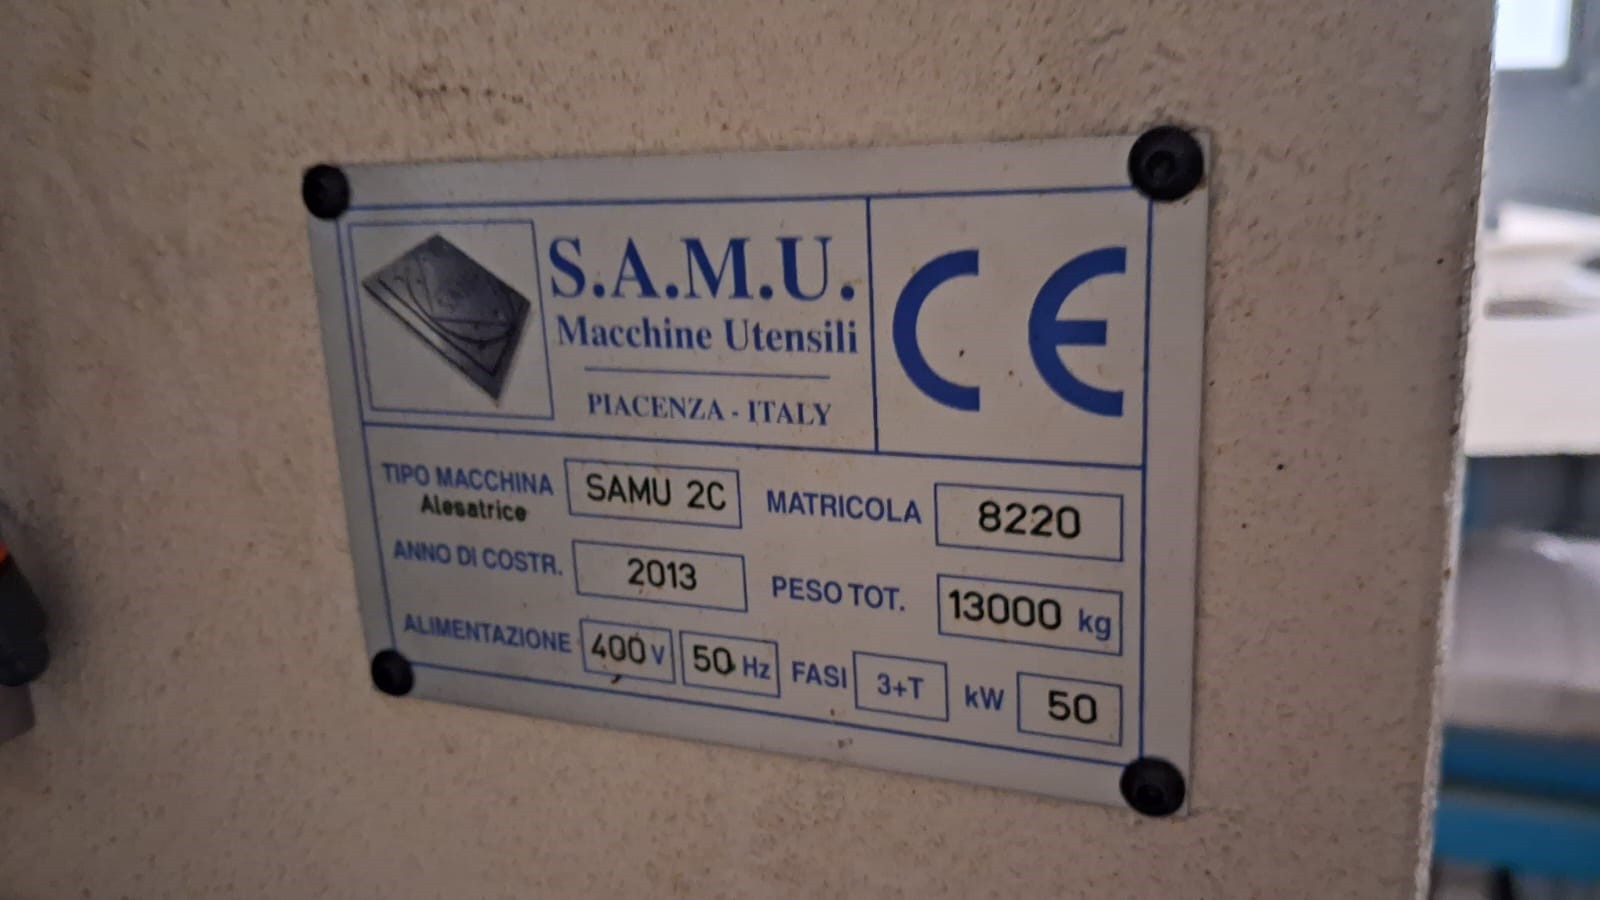 S.A.M.U.
Macchine Utensili
PIACENZA - ITALY
CE
TIPO MACCHINA SAMU 2C MATRICOLA 8220
Alesatrice
ANNO DI COSTR. 2013 PESO TOT. 13000 kg
ALIMENTAZIONE 400 V 50 Hz FASI 3+T kW 50